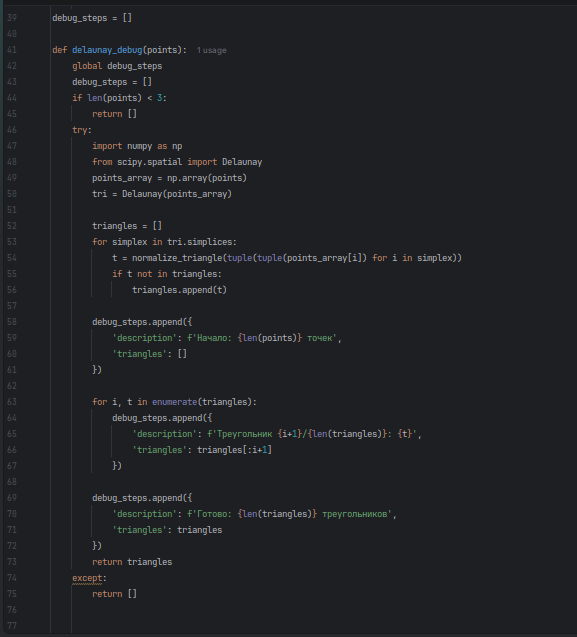 39 debug_steps = []
40
41 def delaunay_debug(points): 1 usage
42     global debug_steps
43     debug_steps = []
44     if len(points) < 3:
45         return []
46     try:
47         import numpy as np
48         from scipy.spatial import Delaunay
49         points_array = np.array(points)
50         tri = Delaunay(points_array)
51
52         triangles = []
53         for simplex in tri.simplices:
54             t = normalize_triangle(tuple(tuple(points_array[i]) for i in simplex))
55             if t not in triangles:
56                 triangles.append(t)
57
58         debug_steps.append({
59             'description': f'Начало: {len(points)} точек',
60             'triangles': []
61         })
62
63         for i, t in enumerate(triangles):
64             debug_steps.append({
65                 'description': f'Треугольник {i+1}/{len(triangles)}: {t}',
66                 'triangles': triangles[:i+1]
67             })
68
69         debug_steps.append({
70             'description': f'Готово: {len(triangles)} треугольников',
71             'triangles': triangles
72         })
73         return triangles
74     except:
75         return []
76
77